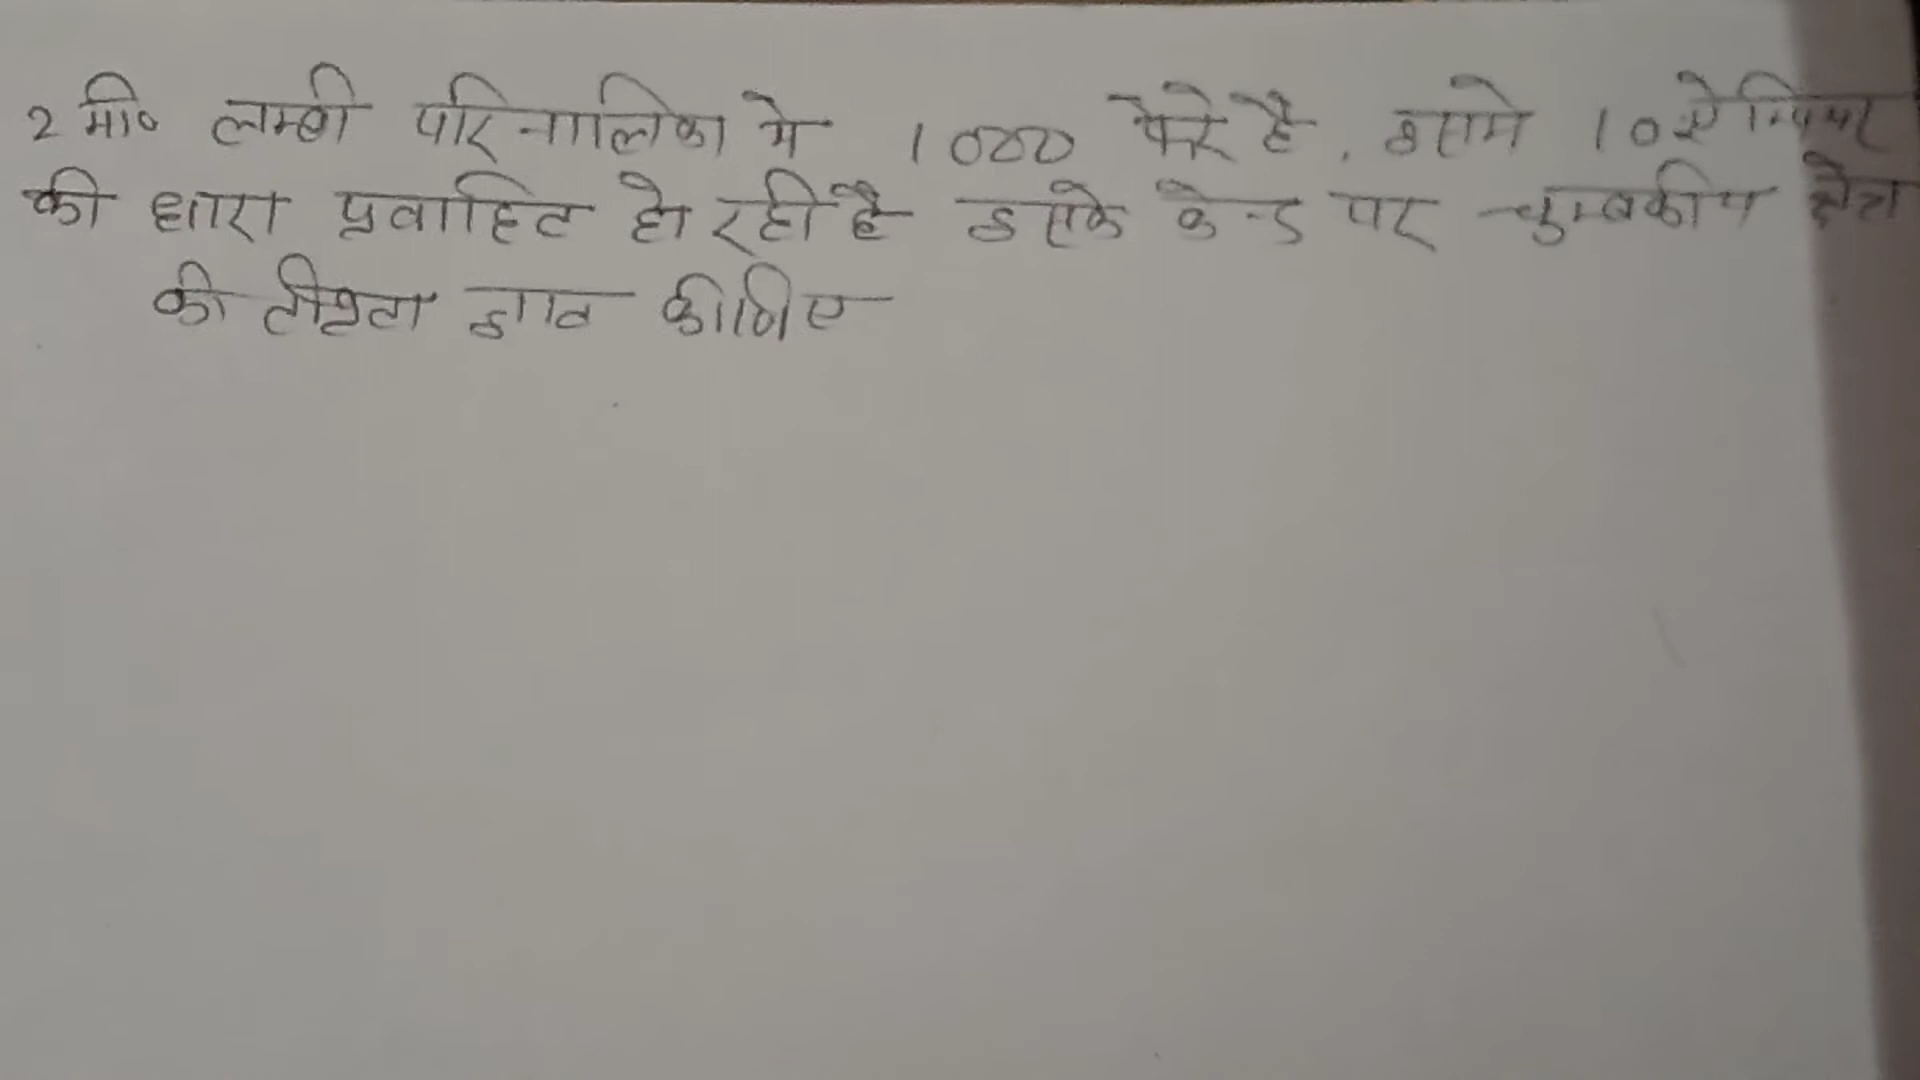 2 मी० लम्बी परिनालिका मे 1000 फेरे है, इसमे 10 ऐम्पियर
की धारा प्रवाहित हो रही है इसके केन्द्र पर चुम्बकीय क्षेत्र
की तीव्रता ज्ञात कीजिए